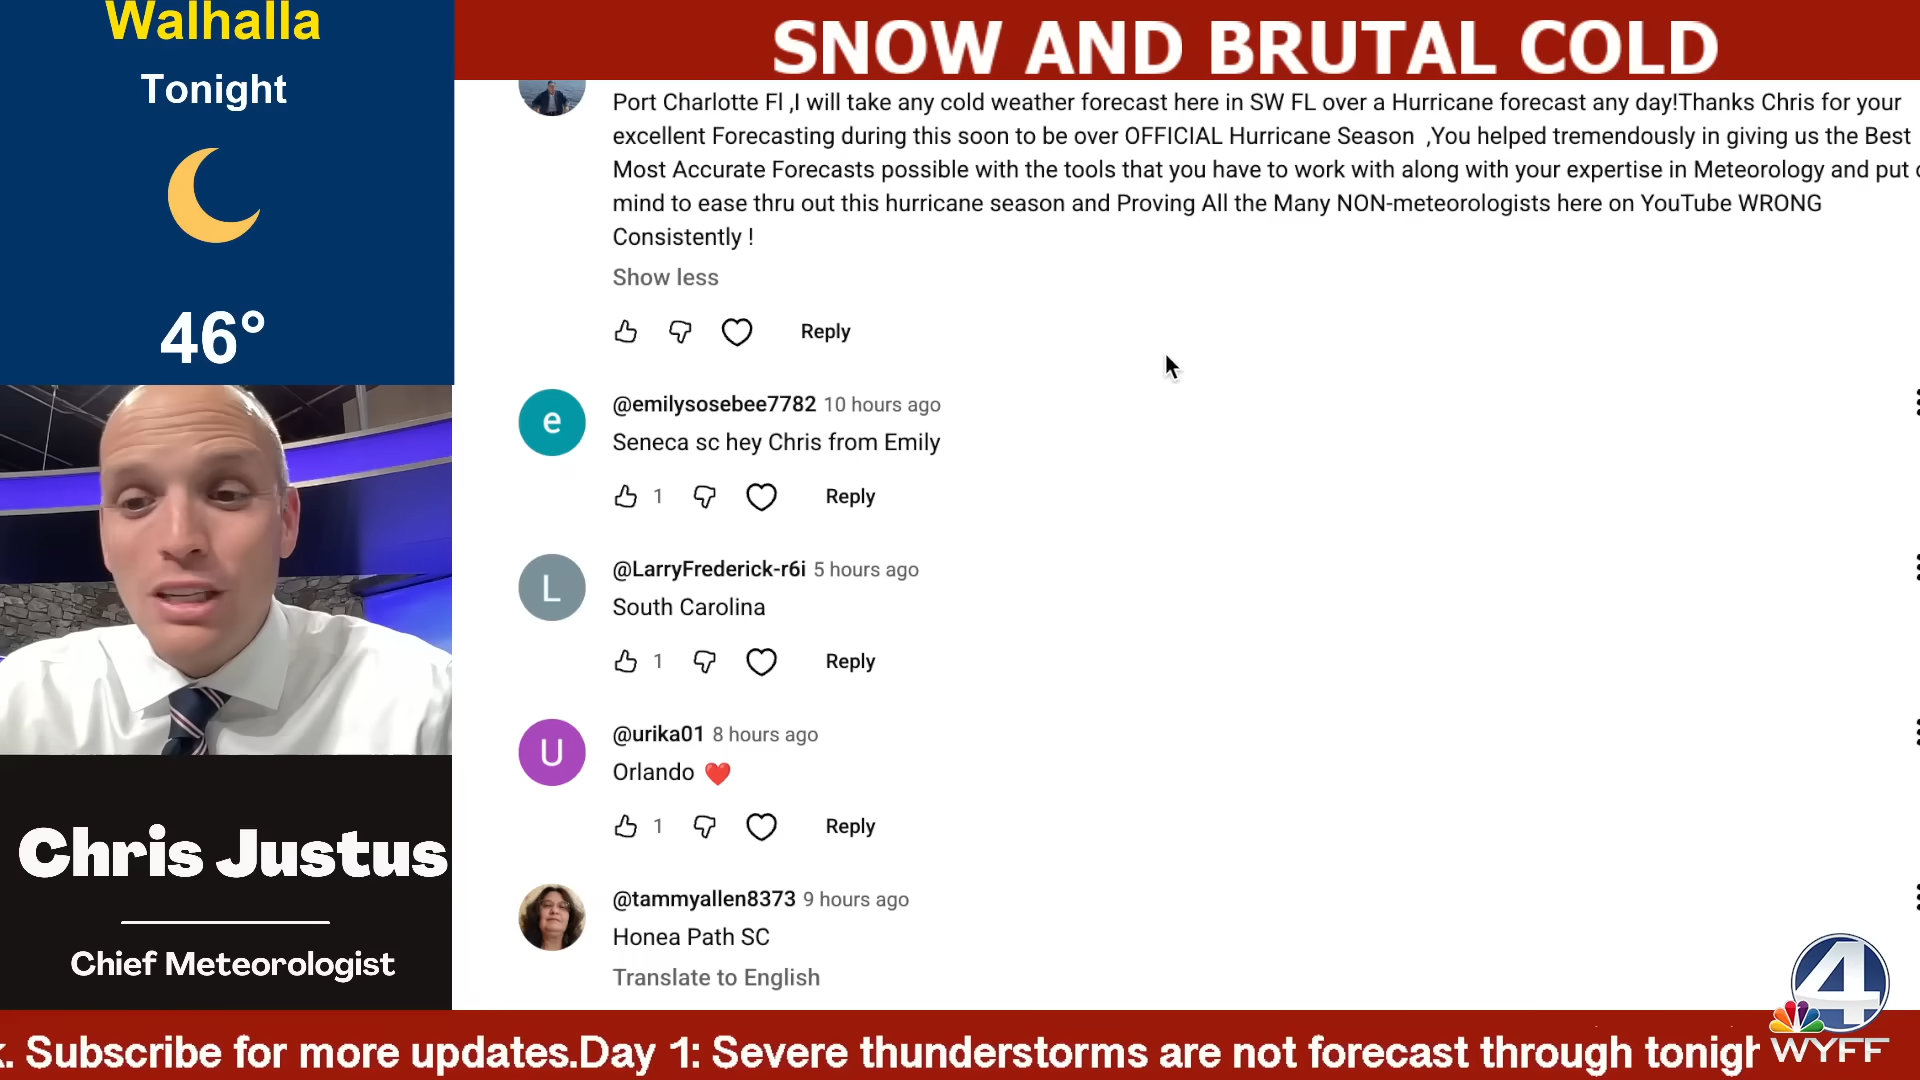 Walhalla
Tonight
46°
SNOW AND BRUTAL COLD
Port Charlotte Fl ,I will take any cold weather forecast here in SW FL over a Hurricane forecast any day!Thanks Chris for your
excellent Forecasting during this soon to be over OFFICIAL Hurricane Season ,You helped tremendously in giving us the Best
Most Accurate Forecasts possible with the tools that you have to work with along with your expertise in Meteorology and put
mind to ease thru out this hurricane season and Proving All the Many NON-meteorologists here on YouTube WRONG
Consistently !
Show less
Reply
e
@emilysosebee7782 10 hours ago
Seneca sc hey Chris from Emily
1 Reply
L
@LarryFrederick-r6i 5 hours ago
South Carolina
1 Reply
U
@urika01 8 hours ago
Orlando ❤️
1 Reply
@tammyallen8373 9 hours ago
Honea Path SC
Translate to English
Chris Justus
Chief Meteorologist
. Subscribe for more updates.Day 1: Severe thunderstorms are not forecast through
4
WYFF